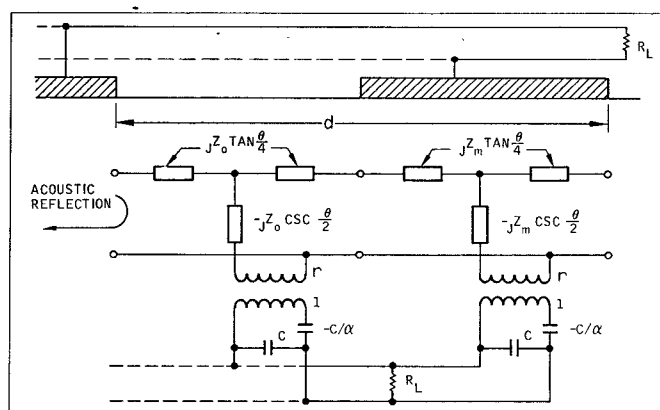 R_L
d
jZ_o TAN θ/4
jZ_m TAN θ/4
ACOUSTIC
REFLECTION
-jZ_o CSC θ/2
-jZ_m CSC θ/2
r
r
1
1
C
-C/α
C
-C/α
R_L